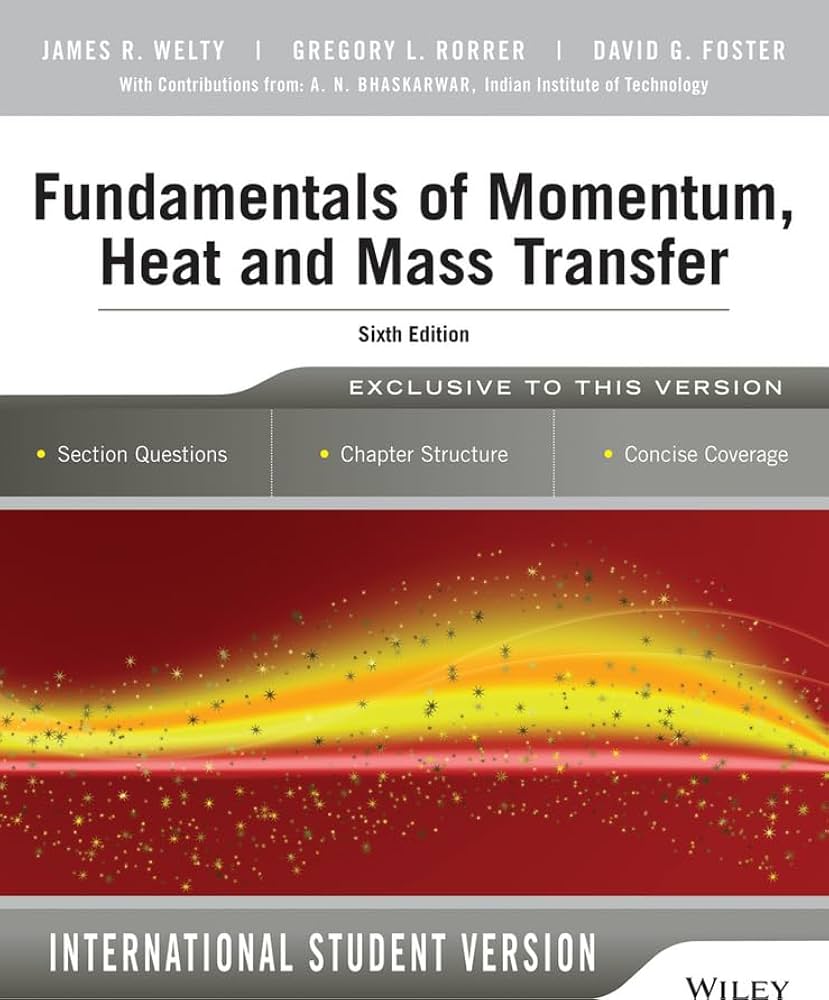 JAMES R. WELTY | GREGORY L. RORRER | DAVID G. FOSTER
With Contributions from: A. N. BHASKARWAR, Indian Institute of Technology
Fundamentals of Momentum,
Heat and Mass Transfer
Sixth Edition
EXCLUSIVE TO THIS VERSION
• Section Questions • Chapter Structure • Concise Coverage
INTERNATIONAL STUDENT VERSION
WILEY